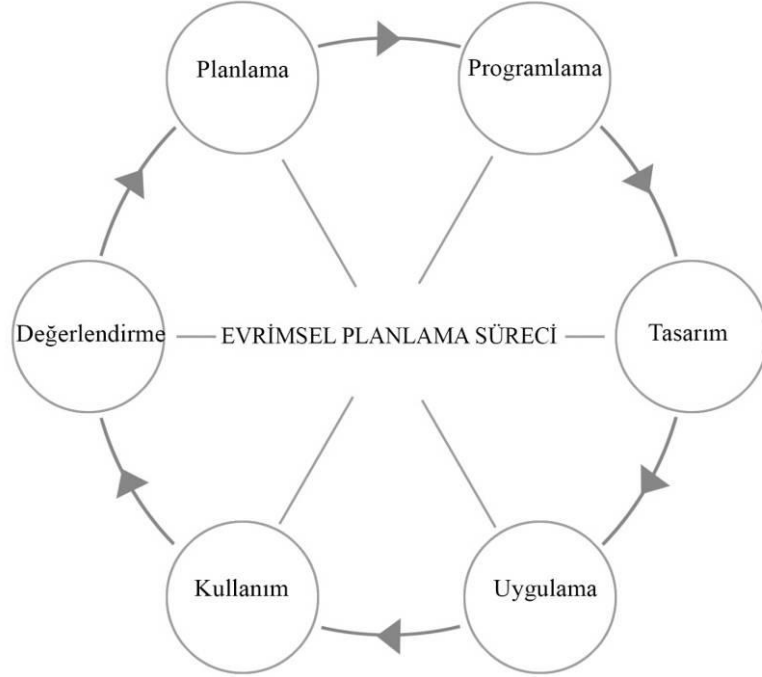 Planlama
Programlama
Değerlendirme
EVRİMSEL PLANLAMA SÜRECİ
Tasarım
Kullanım
Uygulama